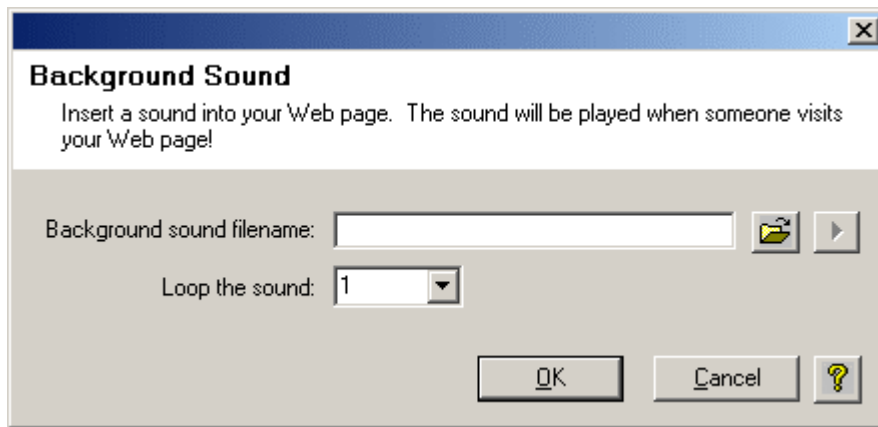 Background Sound
Insert a sound into your Web page.  The sound will be played when someone visits
your Web page!
Background sound filename:
Loop the sound: 1
OK Cancel